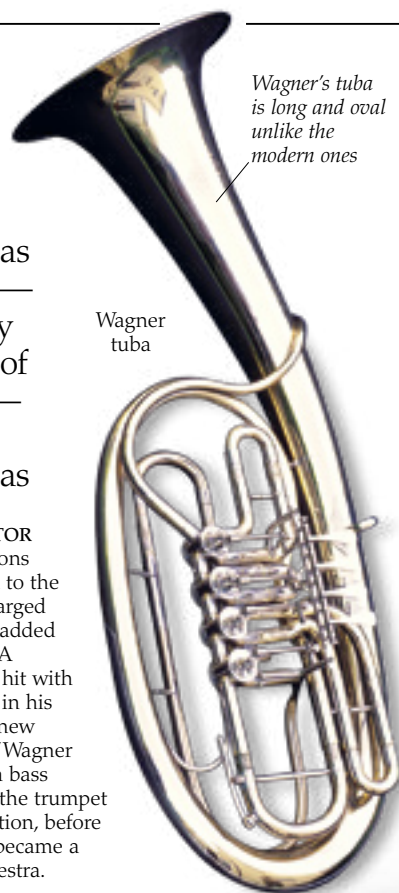 Wagner's tuba
is long and oval
unlike the
modern ones
as
y
of
Wagner
tuba
as
TOR
ons
to the
arged
added
A
hit with
in his
new
Wagner
bass
the trumpet
tion, before
became a
estra.